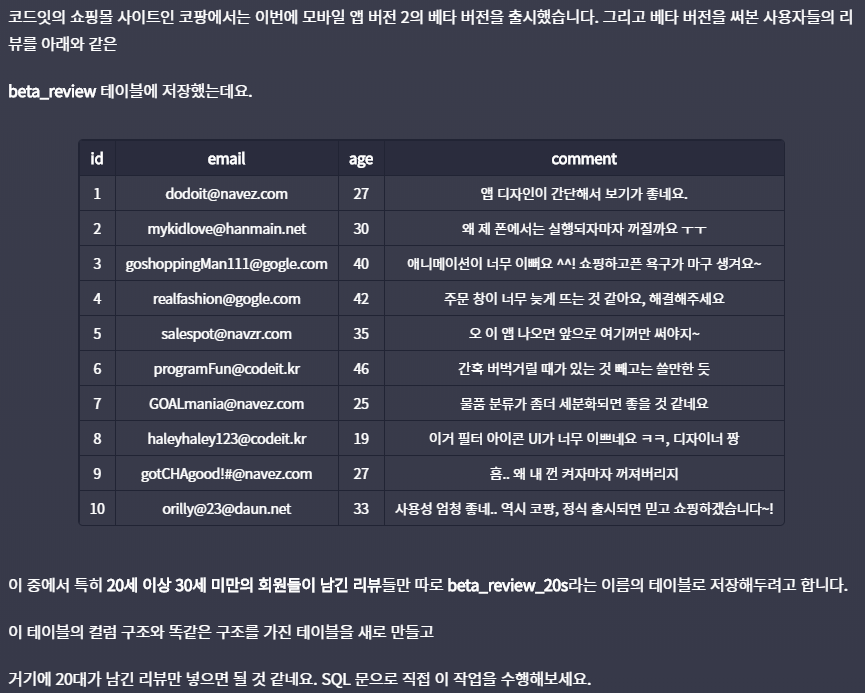 코드잇의 쇼핑몰 사이트인 코팡에서는 이번에 모바일 앱 버전 2의 베타 버전을 출시했습니다. 그리고 베타 버전을 써본 사용자들의 리
뷰를 아래와 같은
beta_review 테이블에 저장했는데요.
id email age comment
1 dodoit@navez.com 27 앱 디자인이 간단해서 보기가 좋네요.
2 mykidlove@hanmain.net 30 왜 제 폰에서는 실행되자마자 꺼질까요 ㅜㅜ
3 goshoppingMan111@gogle.com 40 애니메이션이 너무 이뻐요 ^^! 쇼핑하고픈 욕구가 마구 생겨요~
4 realfashion@gogle.com 42 주문 창이 너무 늦게 뜨는 것 같아요, 해결해주세요
5 salespot@navzr.com 35 오 이 앱 나오면 앞으로 여기꺼만 써야지~
6 programFun@codeit.kr 46 간혹 버벅거릴 때가 있는 것 빼고는 쓸만한 듯
7 GOALmania@navez.com 25 물품 분류가 좀더 세분화되면 좋을 것 같네요
8 haleyhaley123@codeit.kr 19 이거 필터 아이콘 UI가 너무 이쁘네요 ㅋㅋ, 디자이너 짱
9 gotCHAgood!#@navez.com 27 흠.. 왜 내 껀 켜자마자 꺼져버리지
10 orilly@23@daun.net 33 사용성 엄청 좋네.. 역시 코팡, 정식 출시되면 믿고 쇼핑하겠습니다~!
이 중에서 특히 20세 이상 30세 미만의 회원들이 남긴 리뷰들만 따로 beta_review_20s라는 이름의 테이블로 저장해두려고 합니다.
이 테이블의 컬럼 구조와 똑같은 구조를 가진 테이블을 새로 만들고
거기에 20대가 남긴 리뷰만 넣으면 될 것 같네요. SQL 문으로 직접 이 작업을 수행해보세요.